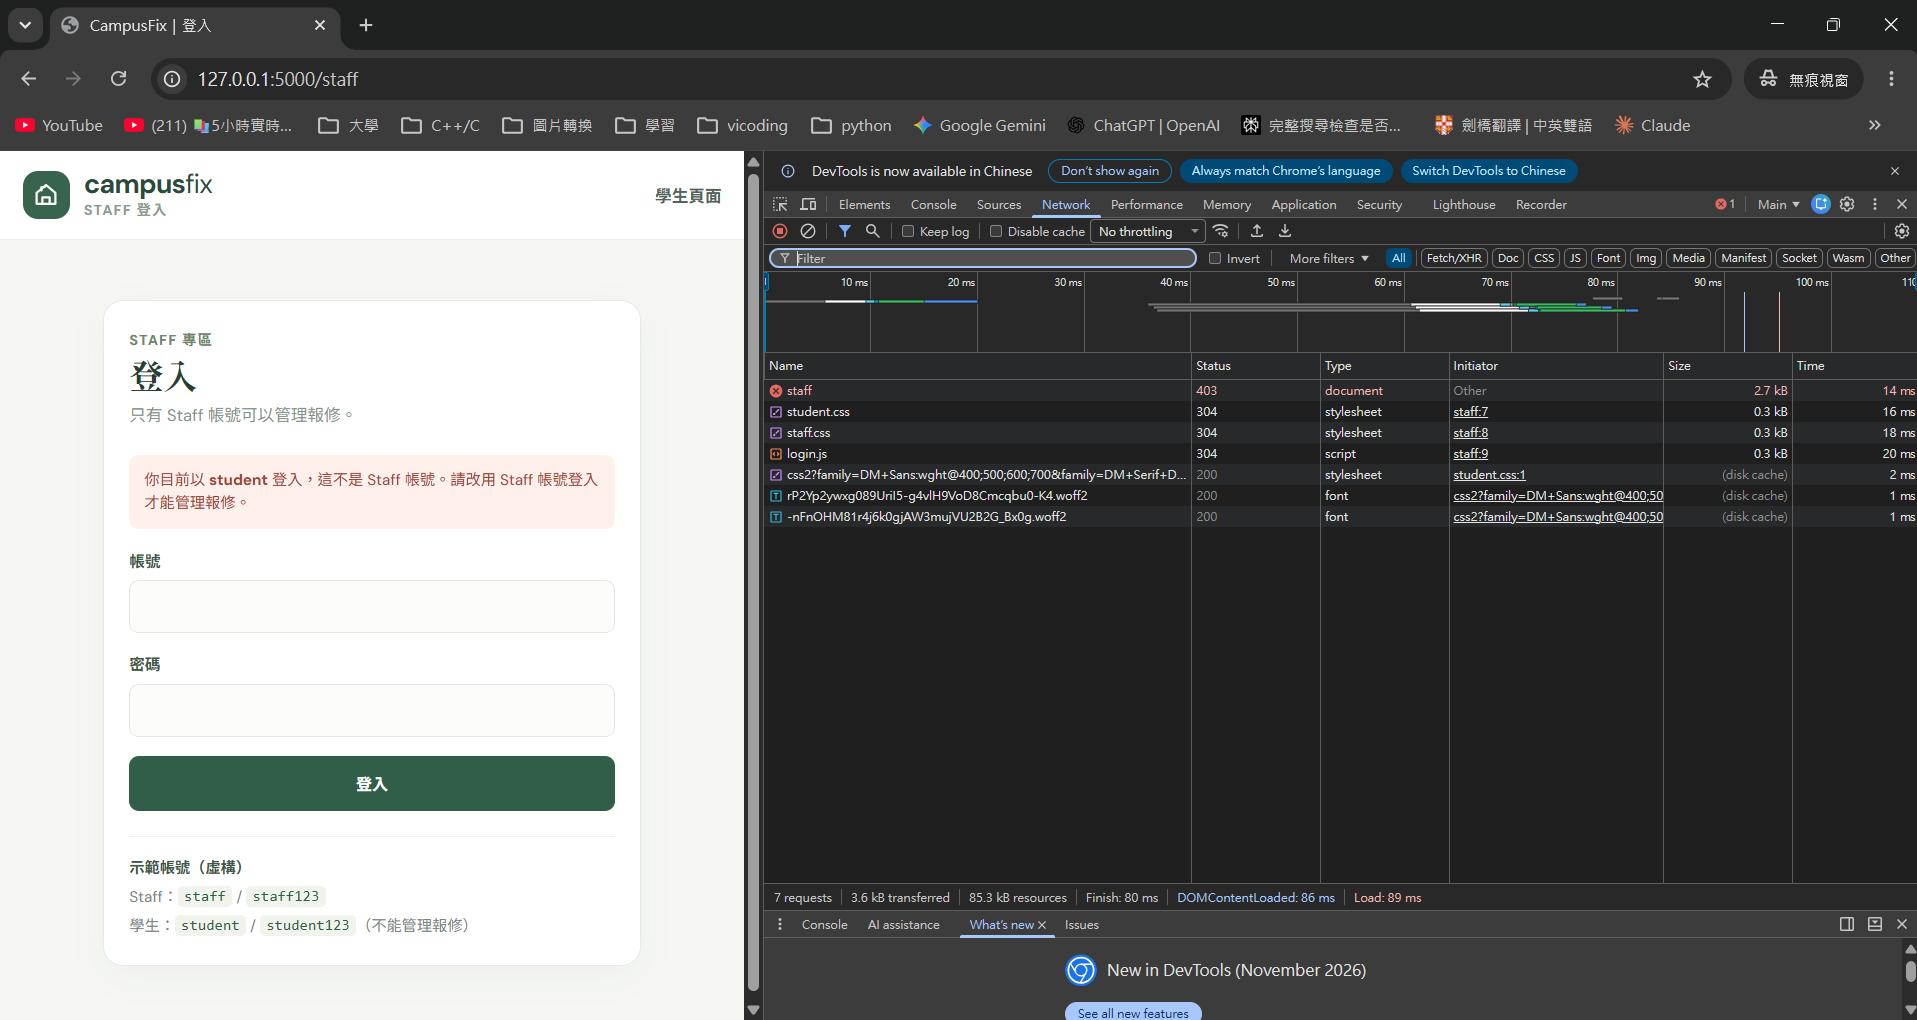 CampusFix | 登入
127.0.0.1:5000/staff
無痕視窗
YouTube
(211) 5小時實時...
大學
C++/C
圖片轉換
學習
vicoding
python
Google Gemini
ChatGPT | OpenAI
完整搜尋檢查是否...
劍橋翻譯 | 中英雙語
Claude
campusfix
STAFF 登入
學生頁面
STAFF 專區
登入
只有 Staff 帳號可以管理報修。
你目前以 student 登入，這不是 Staff 帳號。請改用 Staff 帳號登入
才能管理報修。
帳號
密碼
登入
示範帳號（虛構）
Staff：staff / staff123
學生：student / student123（不能管理報修）
DevTools is now available in Chinese Don't show again Always match Chrome's language Switch DevTools to Chinese
Elements Console Sources Network Performance Memory Application Security Lighthouse Recorder 1 Main
Keep log Disable cache No throttling
Filter Invert More filters All Fetch/XHR Doc CSS JS Font Img Media Manifest Socket Wasm Other
10 ms 20 ms 30 ms 40 ms 50 ms 60 ms 70 ms 80 ms 90 ms 100 ms 110
Name Status Type Initiator Size Time
staff 403 document Other 2.7 kB 14 ms
student.css 304 stylesheet staff:7 0.3 kB 16 ms
staff.css 304 stylesheet staff:8 0.3 kB 18 ms
login.js 304 script staff:9 0.3 kB 20 ms
css2?family=DM+Sans:wght@400;500;600;700&family=DM+Serif+D... 200 stylesheet student.css:1 (disk cache) 2 ms
rP2Yp2ywxg089UriI5-g4vlH9VoD8Cmcqbu0-K4.woff2 200 font css2?family=DM+Sans:wght@400;50 (disk cache) 1 ms
-nFnOHM81r4j6k0gjAW3mujVU2B2G_Bx0g.woff2 200 font css2?family=DM+Sans:wght@400;50 (disk cache) 1 ms
7 requests 3.6 kB transferred 85.3 kB resources Finish: 80 ms DOMContentLoaded: 86 ms Load: 89 ms
Console AI assistance What's new Issues
New in DevTools (November 2026)
See all new features